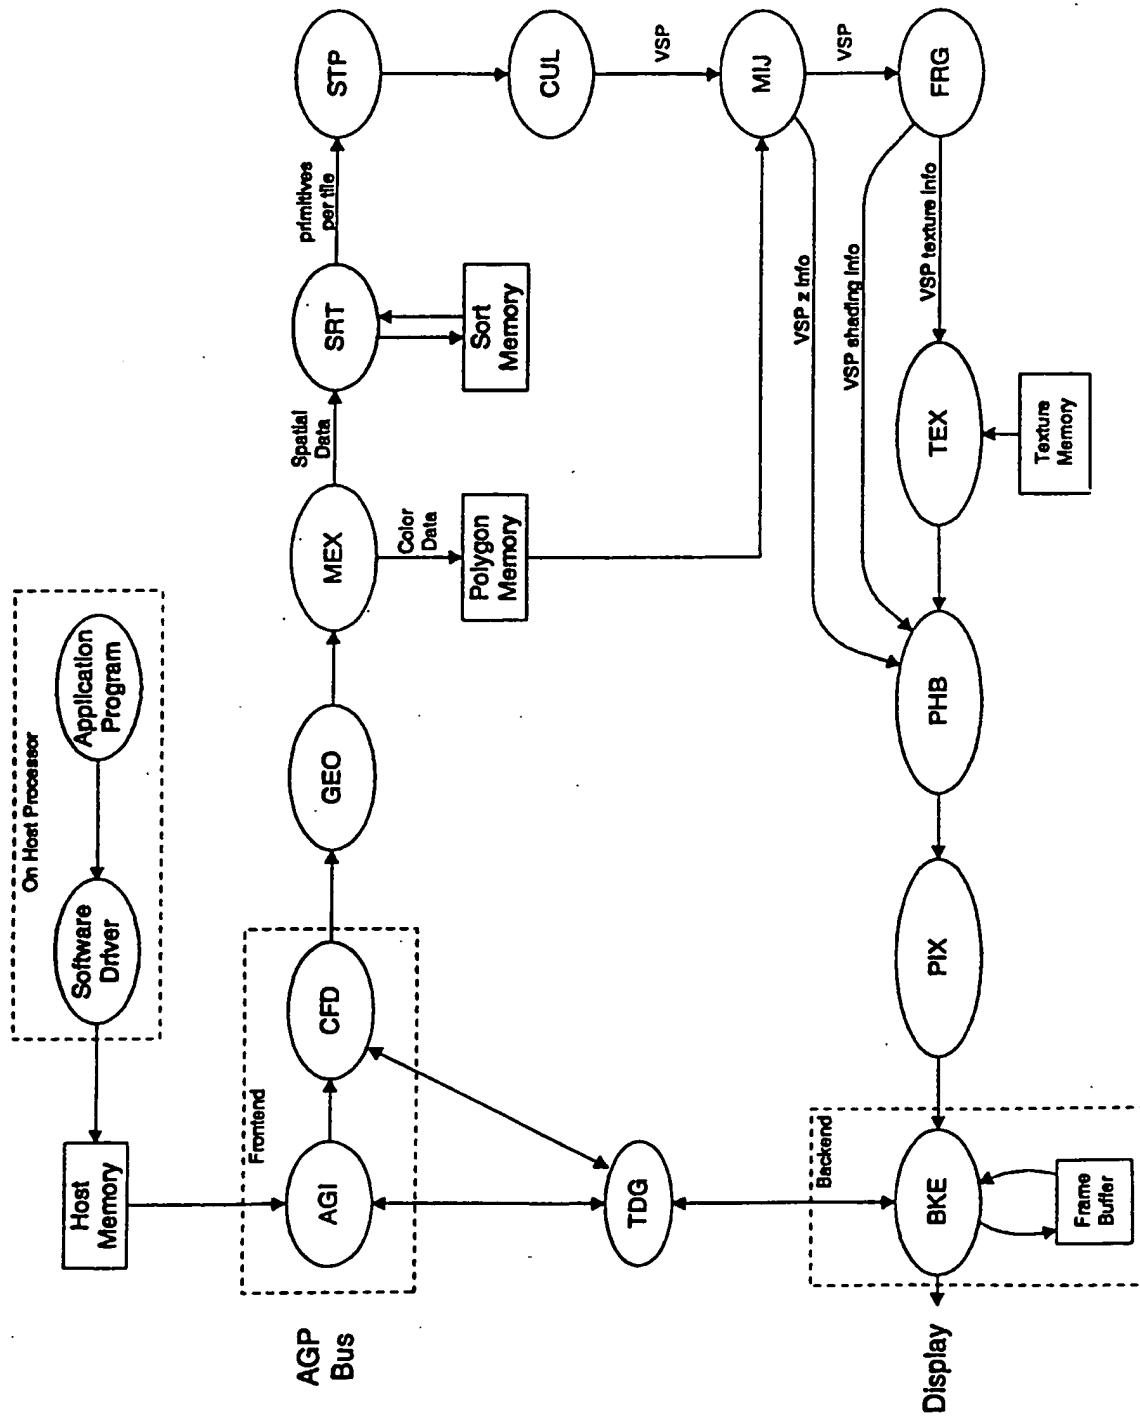 On Host Processor
Application
Program
Software
Driver
Host
Memory
AGP
Bus
Frontend
AGI
CFD
GEO
MEX
Spatial
Data
Color
Data
Polygon
Memory
SRT
Sort
Memory
primitives
per tile
STP
CUL
VSP
MIJ
VSP
FRG
VSP z info
VSP shading info
VSP texture info
TEX
Texture
Memory
PHB
PIX
TDG
Backend
BKE
Frame
Buffer
Display